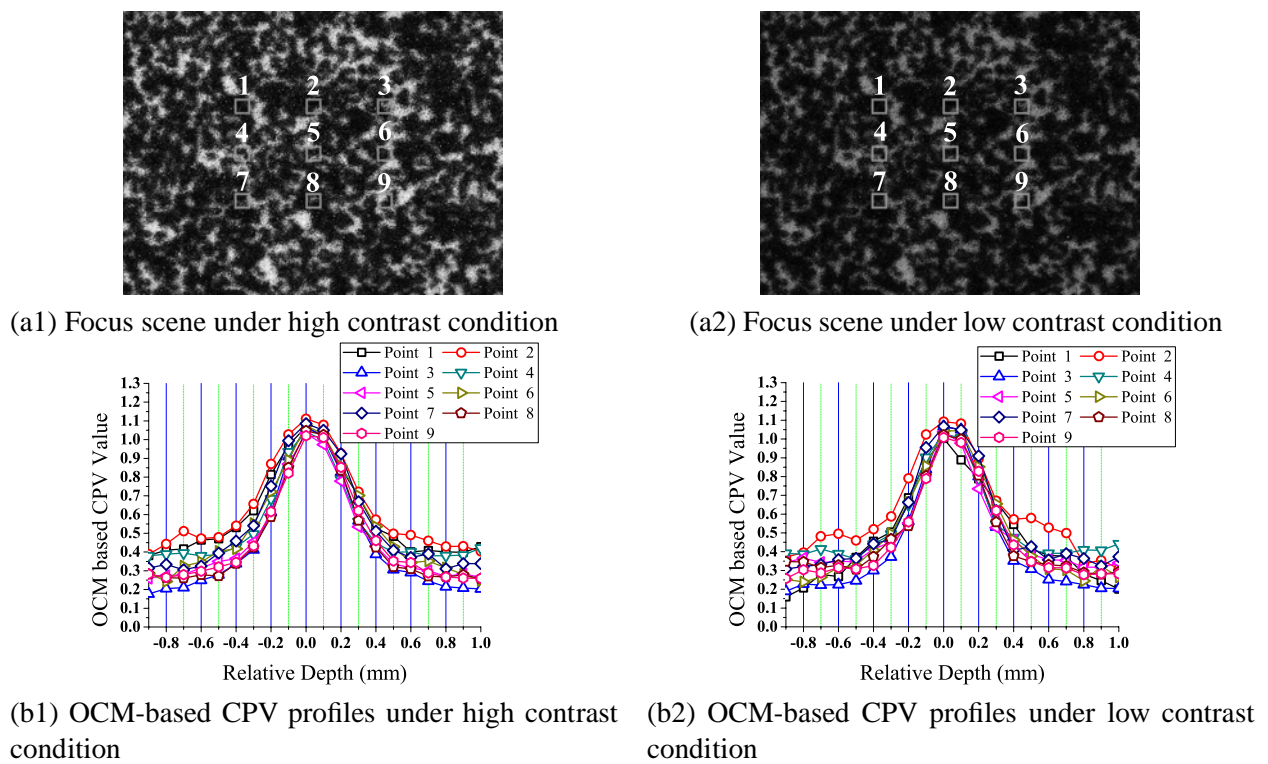 1 2 3
4 5 6
7 8 9
1 2 3
4 5 6
7 8 9
(a1) Focus scene under high contrast condition
(a2) Focus scene under low contrast condition
Point 1 Point 2
Point 3 Point 4
Point 5 Point 6
Point 7 Point 8
Point 9
1.3
1.2
1.1
1.0
0.9
0.8
0.7
0.6
0.5
0.4
0.3
0.2
0.1
0.0
OCM based CPV Value
-0.8 -0.6 -0.4 -0.2 0.0 0.2 0.4 0.6 0.8 1.0
Relative Depth (mm)
Point 1 Point 2
Point 3 Point 4
Point 5 Point 6
Point 7 Point 8
Point 9
1.3
1.2
1.1
1.0
0.9
0.8
0.7
0.6
0.5
0.4
0.3
0.2
0.1
0.0
OCM based CPV Value
-0.8 -0.6 -0.4 -0.2 0.0 0.2 0.4 0.6 0.8 1.0
Relative Depth (mm)
(b1) OCM-based CPV profiles under high contrast
condition
(b2) OCM-based CPV profiles under low contrast
condition